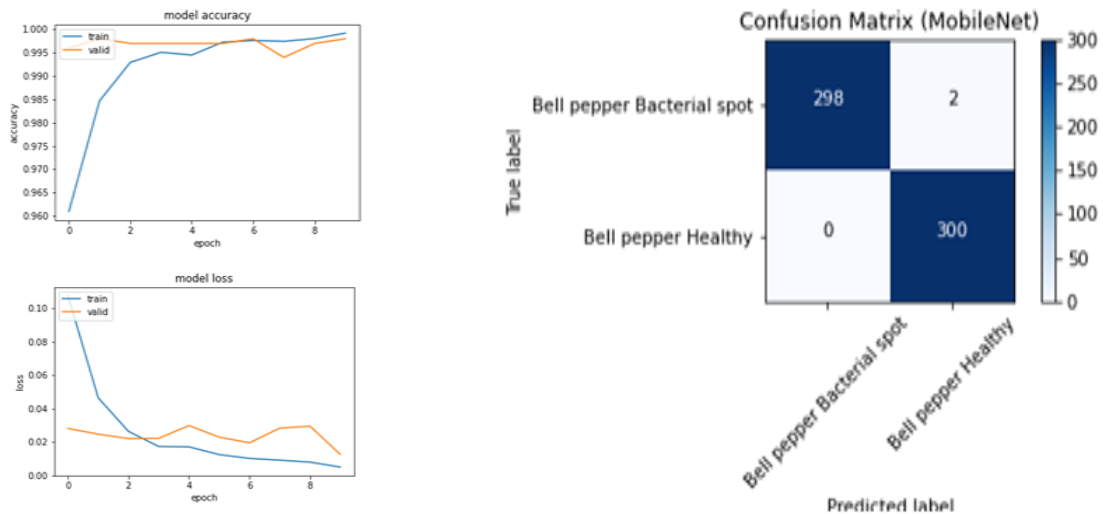 model accuracy
1.000
0.995
0.990
0.985
0.980
0.975
0.970
0.965
0.960
accuracy
train
valid
0 2 4 6 8
epoch
model loss
0.10
0.08
0.06
0.04
0.02
0.00
loss
train
valid
0 2 4 6 8
epoch
Confusion Matrix (MobileNet)
True label
Bell pepper Bacterial spot
298 2
Bell pepper Healthy
0 300
Bell pepper Bacterial spot
Bell pepper Healthy
Predicted label
300
250
200
150
100
50
0